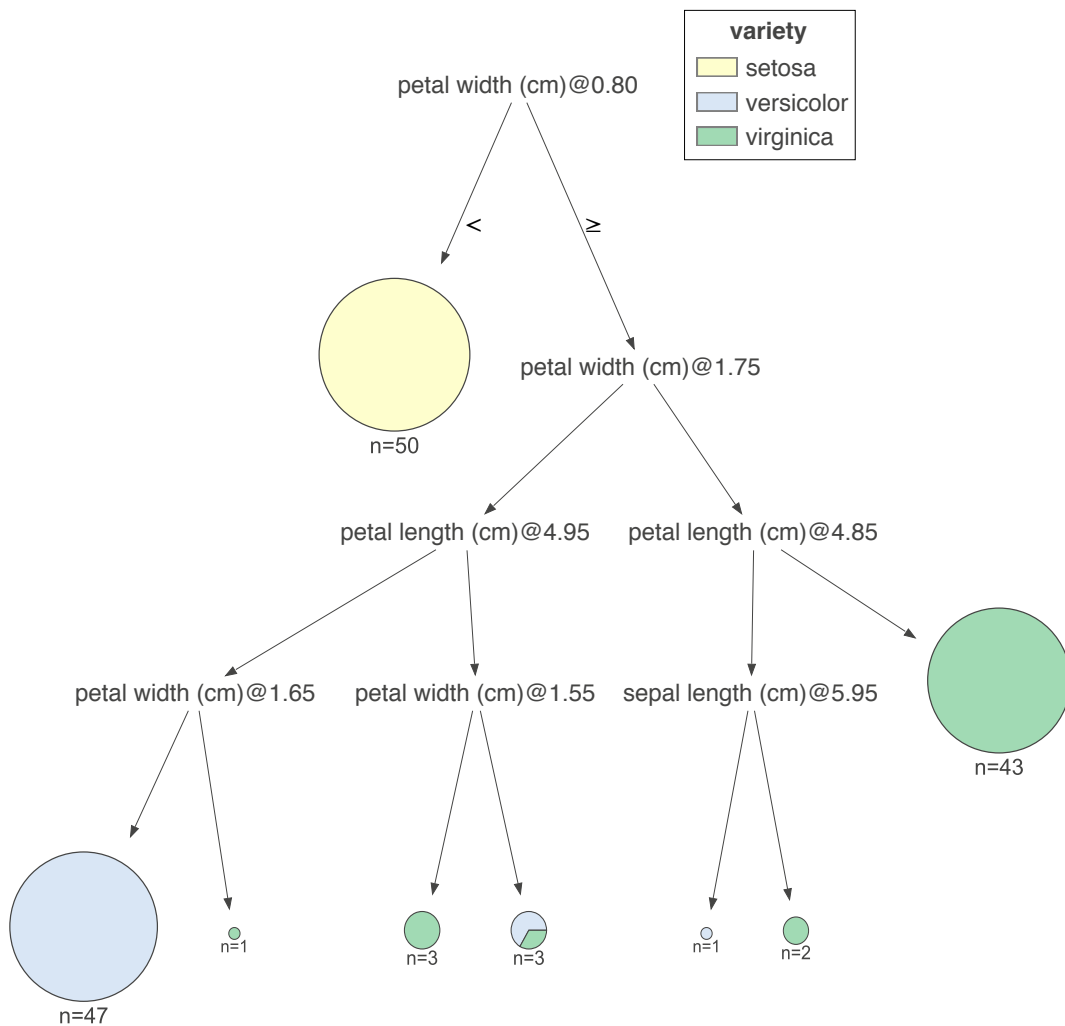 variety
setosa
versicolor
virginica
petal width (cm)@0.80
<
≥
n=50
petal width (cm)@1.75
petal length (cm)@4.95
petal length (cm)@4.85
petal width (cm)@1.65
petal width (cm)@1.55
sepal length (cm)@5.95
n=43
n=47
n=1
n=3
n=3
n=1
n=2